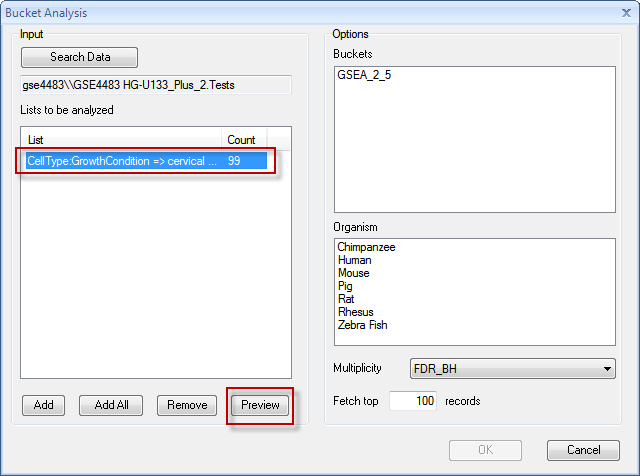 Bucket Analysis
Input
Search Data
gse4483\\GSE4483 HG-U133_Plus_2.Tests
Lists to be analyzed
List Count
CellType:GrowthCondition => cervical ... 99
Add Add All Remove Preview
Options
Buckets
GSEA_2_5
Organism
Chimpanzee
Human
Mouse
Pig
Rat
Rhesus
Zebra Fish
Multiplicity FDR_BH
Fetch top 100 records
OK Cancel